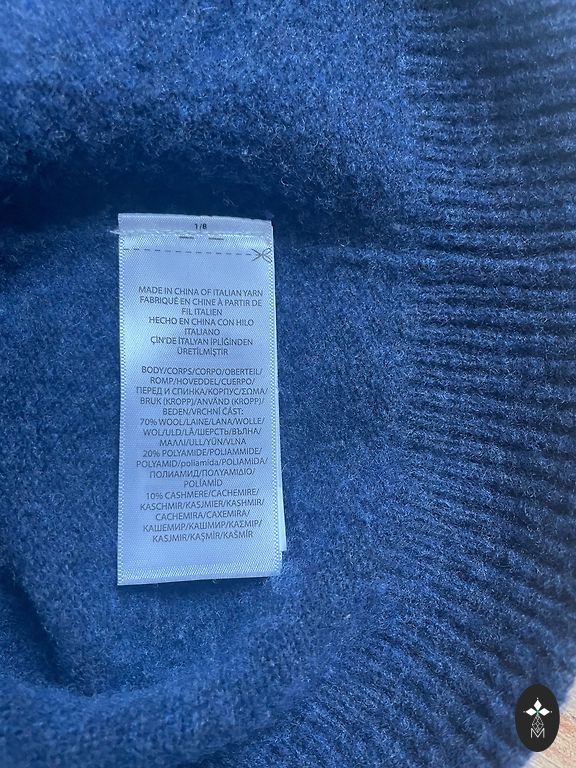 1/8
MADE IN CHINA OF ITALIAN YARN
FABRIQUÉ EN CHINE À PARTIR DE
FIL ITALIEN
HECHO EN CHINA CON HILO
ITALIANO
ÇİN'DE İTALYAN İPLİĞİNDEN
ÜRETİLMİŞTİR
BODY/CORPS/CORPO/OBERTEIL/
ROMP/HOVEDDEL/CUERPO/
ПЕРЕД И СПИНКА/КОРПУС/ΣΩΜΑ/
BRUK (KROPP)/ANVÄND (KROPP)/
BEDEN/VRCHNÍ ČÁST:
70% WOOL/LAINE/LANA/WOLLE/
WOL/ULD/LÃ/ШЕРСТЬ/ВЪЛНА/
ΜΑΛΛΙ/ULL/YÜN/VLNA
20% POLYAMIDE/POLIAMMIDE/
POLYAMID/poliamida/POLIAMIDA/
ПОЛИАМИД/ΠΟΛΥΑΜΙΔΙΟ/
POLİAMİD
10% CASHMERE/CACHEMIRE/
KASCHMIR/KASJMIER/KASHMIR/
CACHEMIRA/CAXEMIRA/
КАШЕМИР/КАШМИР/ΚΑΣΜΙΡ/
KASJMIR/KAŞMİR/KAŠMÍR
M